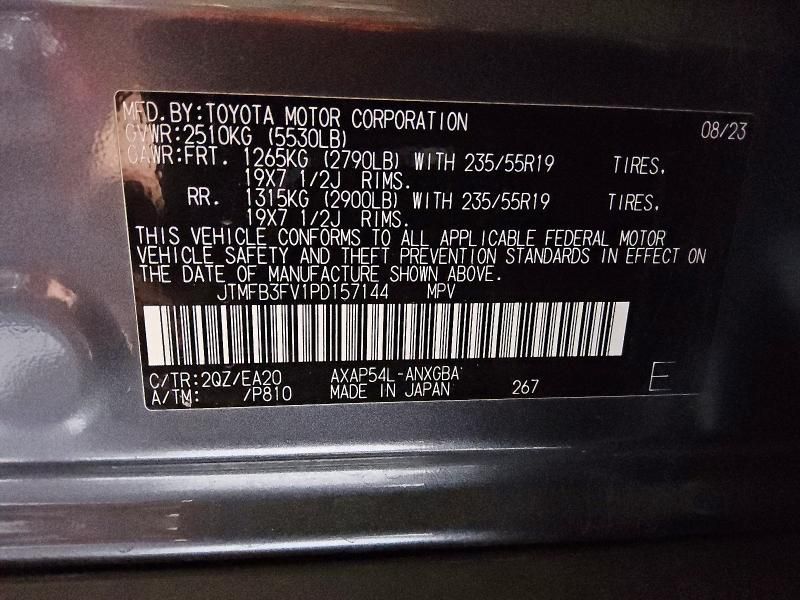 MFD.BY:TOYOTA MOTOR CORPORATION 08/23
GVWR:2510KG (5530LB)
GAWR:FRT. 1265KG (2790LB) WITH 235/55R19 TIRES,
19X7 1/2J RIMS.
RR. 1315KG (2900LB) WITH 235/55R19 TIRES,
19X7 1/2J RIMS.
THIS VEHICLE CONFORMS TO ALL APPLICABLE FEDERAL MOTOR
VEHICLE SAFETY AND THEFT PREVENTION STANDARDS IN EFFECT ON
THE DATE OF MANUFACTURE SHOWN ABOVE.
JTMFB3FV1PD157144 MPV
C/TR:2QZ/EA20 AXAP54L-ANXGBA
A/TM: /P810 MADE IN JAPAN 267 E